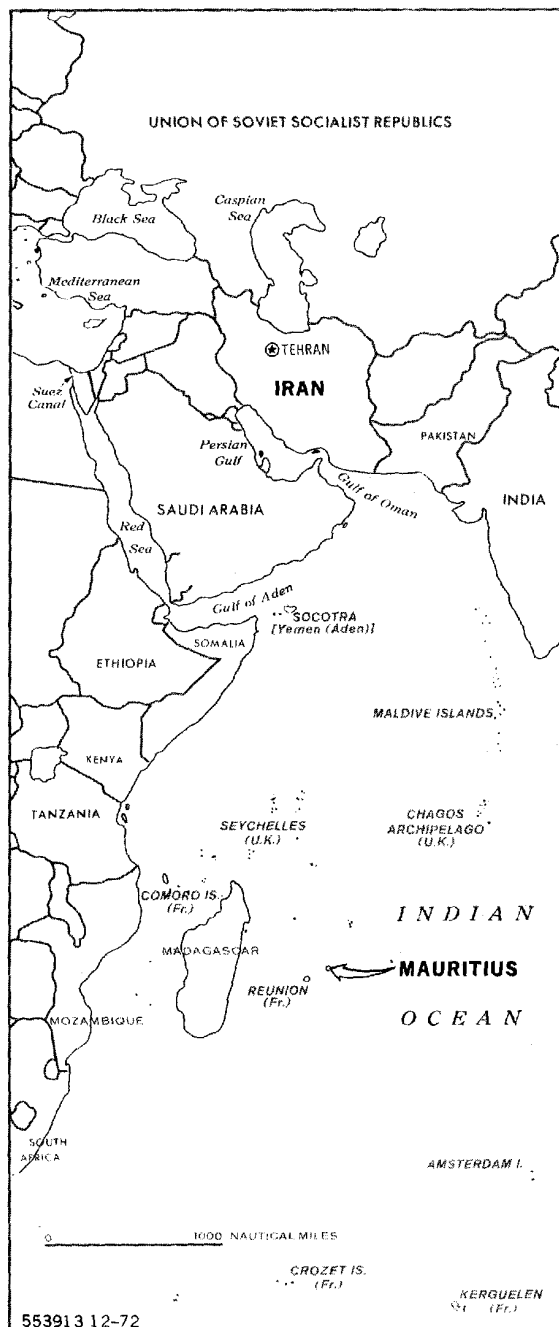 UNION OF SOVIET SOCIALIST REPUBLICS
Caspian
Sea
Black Sea
Mediterranean
Sea
TEHRAN
IRAN
Suez
Canal
PAKISTAN
Persian
Gulf
Gulf of Oman
INDIA
SAUDI ARABIA
Red
Sea
Gulf of Aden
SOCOTRA
[Yemen (Aden)]
SOMALIA
ETHIOPIA
MALDIVE ISLANDS
KENYA
TANZANIA
SEYCHELLES
(U.K.)
CHAGOS
ARCHIPELAGO
(U.K.)
COMORO IS.
(Fr.)
INDIAN
MADAGASCAR
MAURITIUS
REUNION
(Fr.)
OCEAN
MOZAMBIQUE
SOUTH
AFRICA
AMSTERDAM I.
0 1000 NAUTICAL MILES
CROZET IS.
(Fr.)
KERGUELEN
(Fr.)
553913 12-72